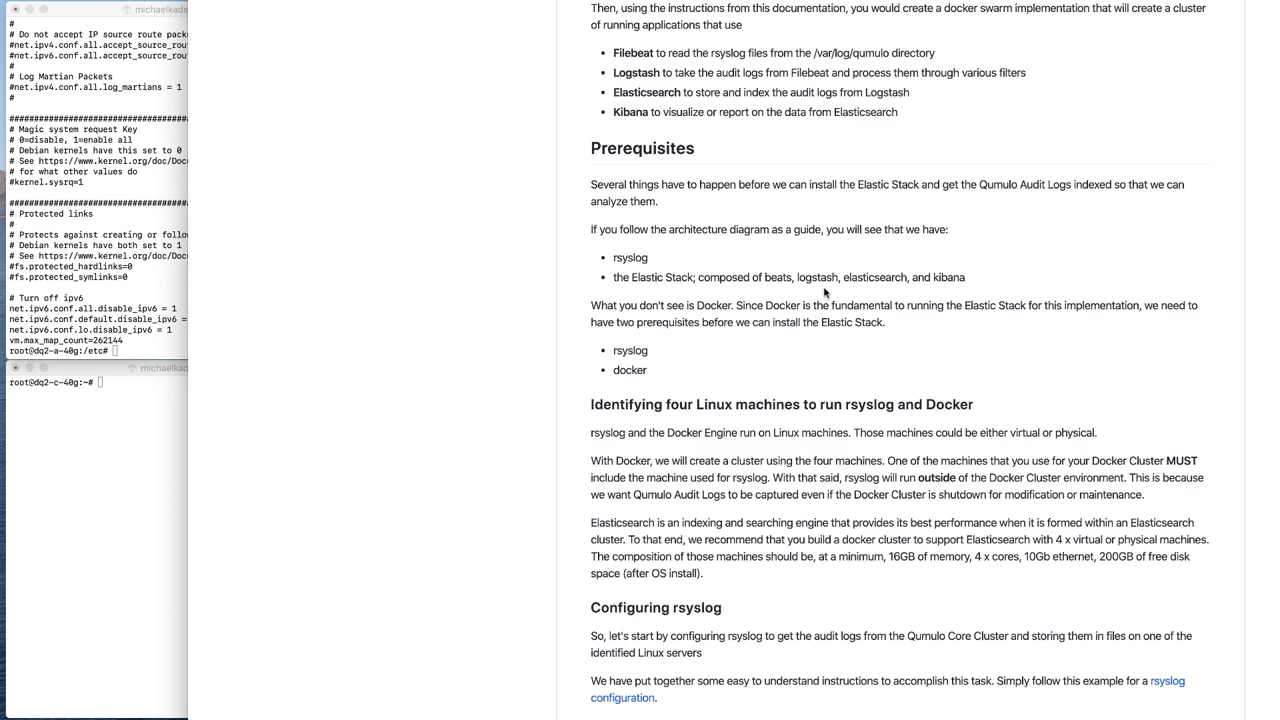 michaelkade
#
# Do not accept IP source route pack
#net.ipv4.conf.all.accept_source_rou
#net.ipv6.conf.all.accept_source_rou
#
# Log Martian Packets
#net.ipv4.conf.all.log_martians = 1
#
###################################
# Magic system request Key
# 0=disable, 1=enable all
# Debian kernels have this set to 0
# See https://www.kernel.org/doc/Docu
# for what other values do
#kernel.sysrq=1
###################################
# Protected links
#
# Protects against creating or follow
# Debian kernels have both set to 1
# See https://www.kernel.org/doc/Docu
#fs.protected_hardlinks=0
#fs.protected_symlinks=0
# Turn off ipv6
net.ipv6.conf.all.disable_ipv6 = 1
net.ipv6.conf.default.disable_ipv6 =
net.ipv6.conf.lo.disable_ipv6 = 1
vm.max_map_count=262144
root@dq2-a-40g:/etc#
michaelkad
root@dq2-c-40g:~#
Then, using the instructions from this documentation, you would create a docker swarm implementation that will create a cluster
of running applications that use
• Filebeat to read the rsyslog files from the /var/log/qumulo directory
• Logstash to take the audit logs from Filebeat and process them through various filters
• Elasticsearch to store and index the audit logs from Logstash
• Kibana to visualize or report on the data from Elasticsearch
Prerequisites
Several things have to happen before we can install the Elastic Stack and get the Qumulo Audit Logs indexed so that we can
analyze them.
If you follow the architecture diagram as a guide, you will see that we have:
• rsyslog
• the Elastic Stack; composed of beats, logstash, elasticsearch, and kibana
What you don't see is Docker. Since Docker is the fundamental to running the Elastic Stack for this implementation, we need to
have two prerequisites before we can install the Elastic Stack.
• rsyslog
• docker
Identifying four Linux machines to run rsyslog and Docker
rsyslog and the Docker Engine run on Linux machines. Those machines could be either virtual or physical.
With Docker, we will create a cluster using the four machines. One of the machines that you use for your Docker Cluster MUST
include the machine used for rsyslog. With that said, rsyslog will run outside of the Docker Cluster environment. This is because
we want Qumulo Audit Logs to be captured even if the Docker Cluster is shutdown for modification or maintenance.
Elasticsearch is an indexing and searching engine that provides its best performance when it is formed within an Elasticsearch
cluster. To that end, we recommend that you build a docker cluster to support Elasticsearch with 4 x virtual or physical machines.
The composition of those machines should be, at a minimum, 16GB of memory, 4 x cores, 10Gb ethernet, 200GB of free disk
space (after OS install).
Configuring rsyslog
So, let's start by configuring rsyslog to get the audit logs from the Qumulo Core Cluster and storing them in files on one of the
identified Linux servers
We have put together some easy to understand instructions to accomplish this task. Simply follow this example for a rsyslog
configuration.